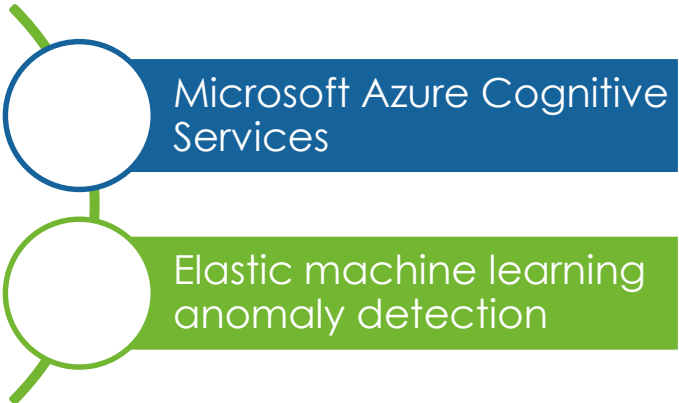 Microsoft Azure Cognitive
Services
Elastic machine learning
anomaly detection